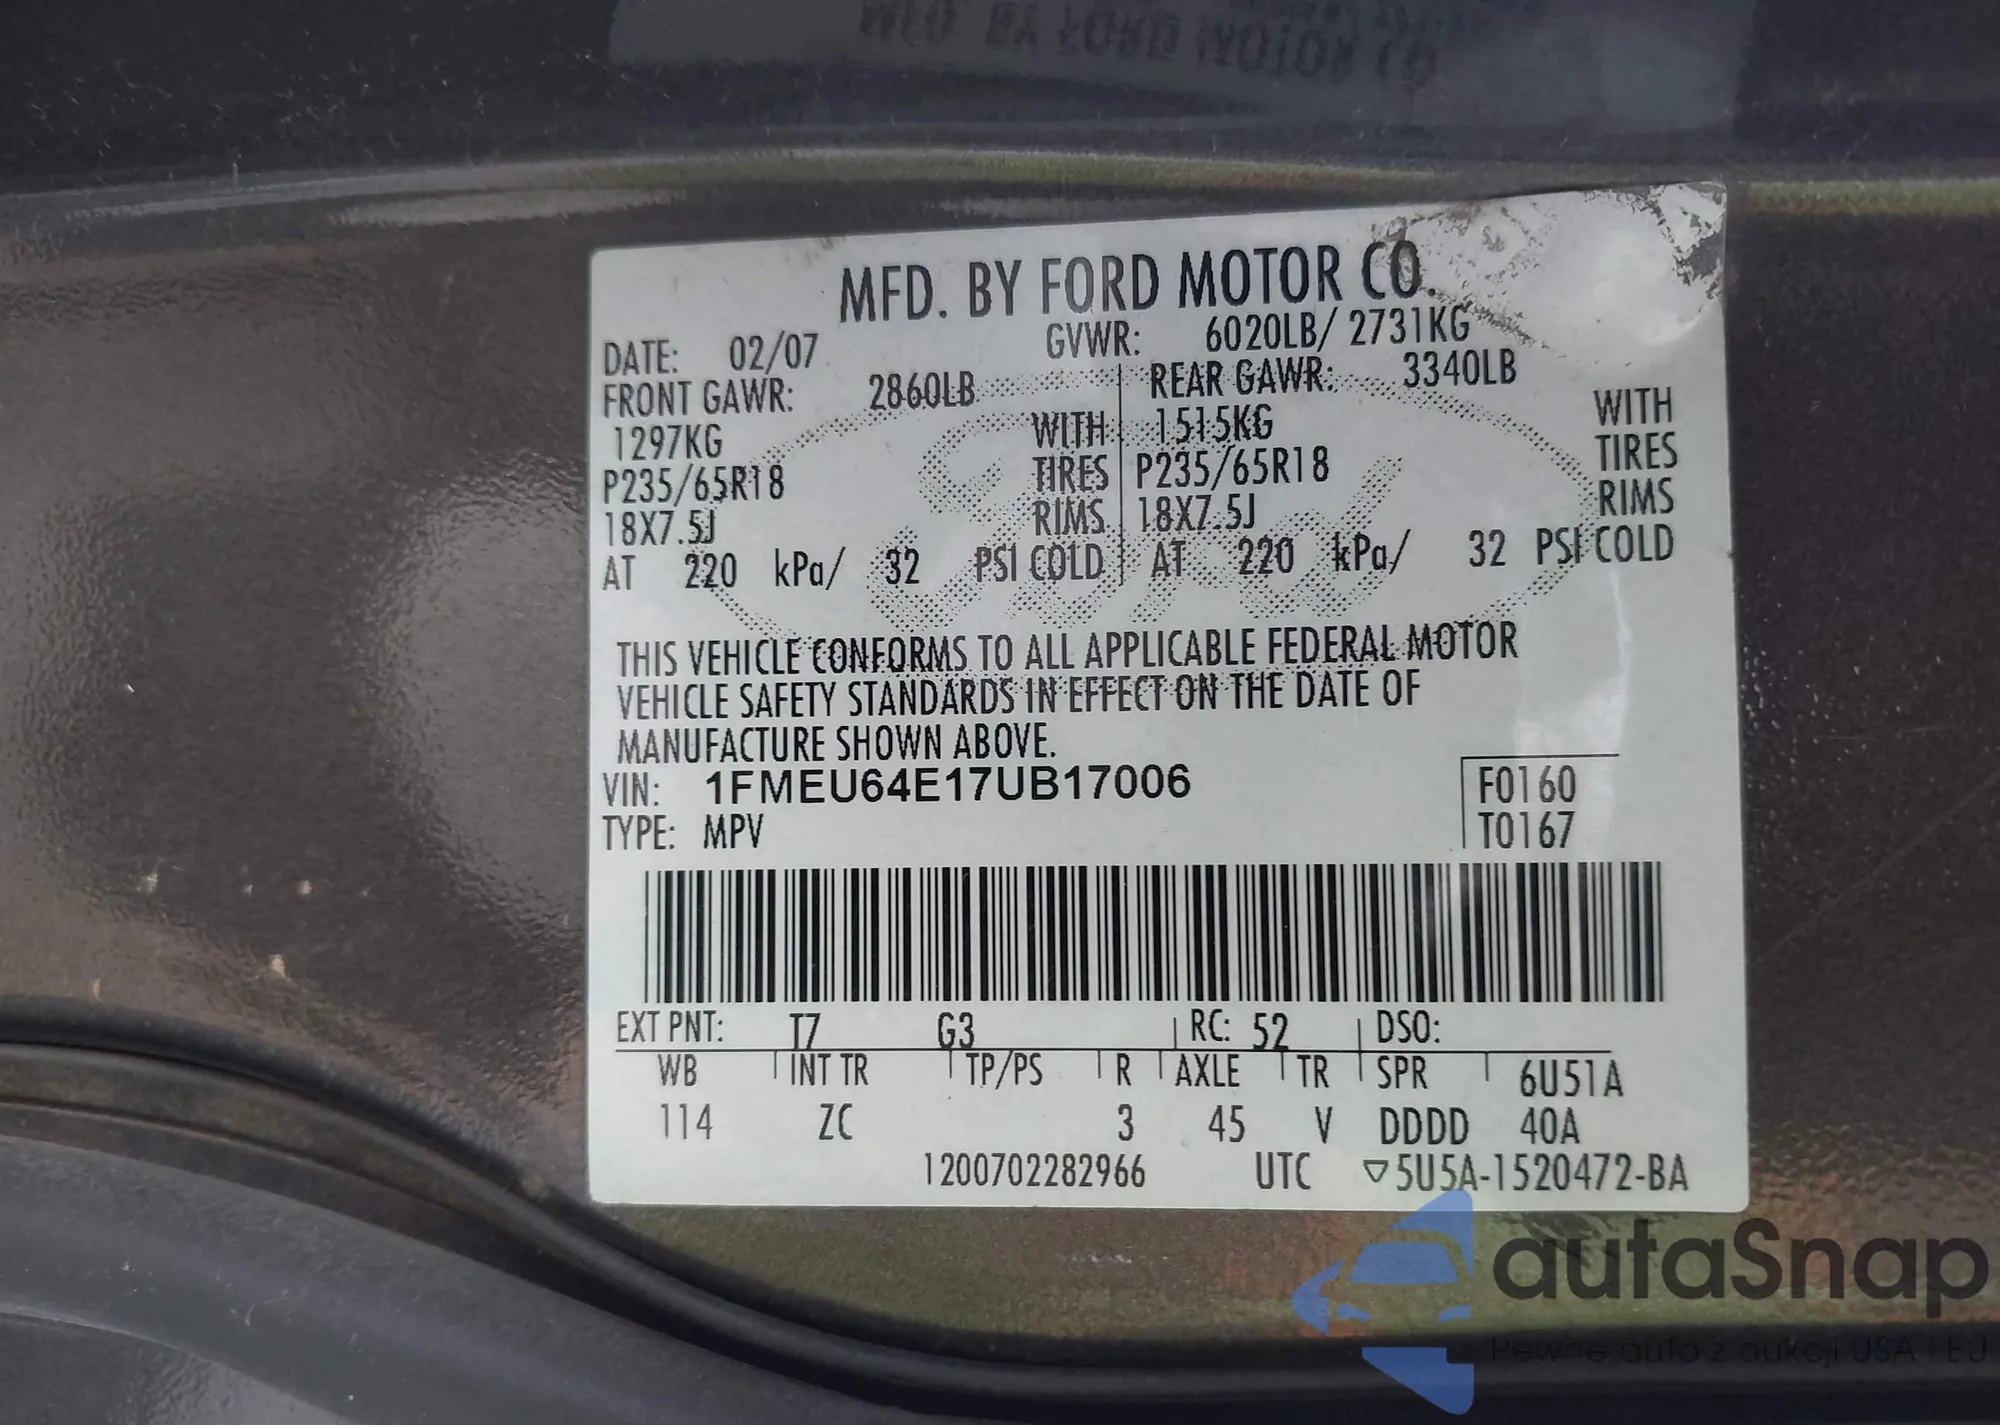 MFD. BY FORD MOTOR CO.
DATE: 02/07 GVWR: 6020LB/ 2731KG
FRONT GAWR: 2860LB REAR GAWR: 3340LB
1297KG WITH 1515KG WITH
P235/65R18 TIRES P235/65R18 TIRES
18X7.5J RIMS 18X7.5J RIMS
AT 220 kPa/ 32 PSI COLD AT 220 kPa/ 32 PSI COLD
THIS VEHICLE CONFORMS TO ALL APPLICABLE FEDERAL MOTOR
VEHICLE SAFETY STANDARDS IN EFFECT ON THE DATE OF
MANUFACTURE SHOWN ABOVE.
VIN: 1FMEU64E17UB17006 F0160
TYPE: MPV T0167
EXT PNT: T7 G3 RC: 52 DSO:
WB INT TR TP/PS R AXLE TR SPR 6U51A
114 ZC 3 45 V DDDD 40A
1200702282966 UTC ▽5U5A-1520472-BA
autaSnap
Pewne auta z aukcji USA i EU